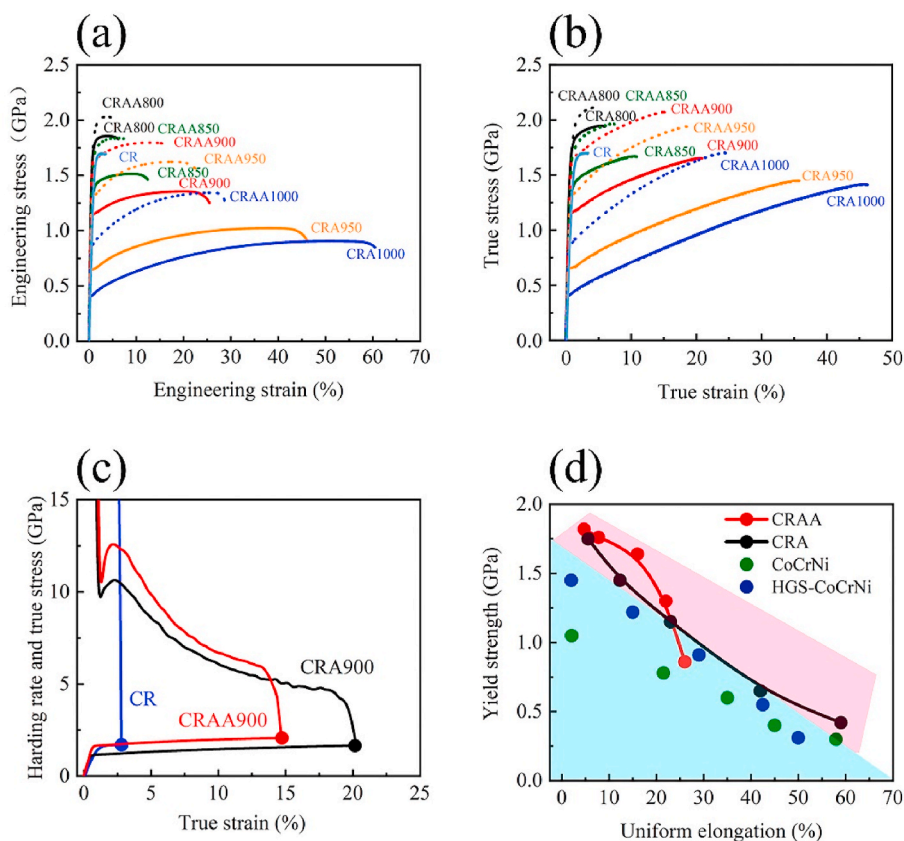 (a)
2.5
2.0
1.5
1.0
0.5
0.0
Engineering stress (GPa)
CRAA800
CRA800
CRAA850
CRAA900
CR
CRAA950
CRA850
CRA900
CRAA1000
CRA950
CRA1000
0 10 20 30 40 50 60 70
Engineering strain (%)
(b)
2.5
2.0
1.5
1.0
0.5
0.0
True stress (GPa)
CRAA800
CRAA850
CRA800
CRAA900
CR
CRAA950
CRA850
CRA900
CRAA1000
CRA950
CRA1000
0 10 20 30 40 50
True strain (%)
(c)
15
10
5
0
Harding rate and true stress (GPa)
CR
CRAA900
CRA900
0 5 10 15 20 25
True strain (%)
(d)
2.0
1.5
1.0
0.5
0.0
Yield strength (GPa)
CRAA
CRA
CoCrNi
HGS-CoCrNi
0 10 20 30 40 50 60 70
Uniform elongation (%)